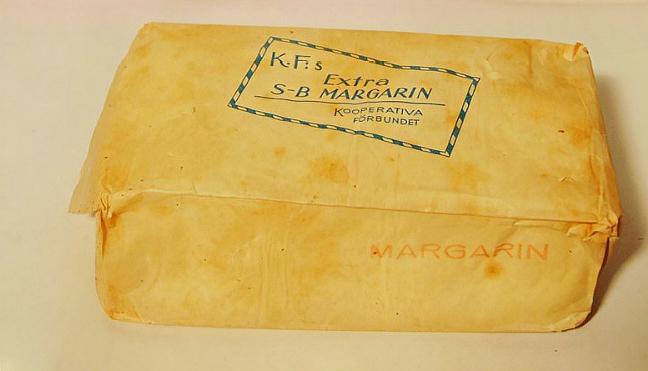 K.F:s
Extra
S-B MARGARIN
KOOPERATIVA
FÖRBUNDET
MARGARIN